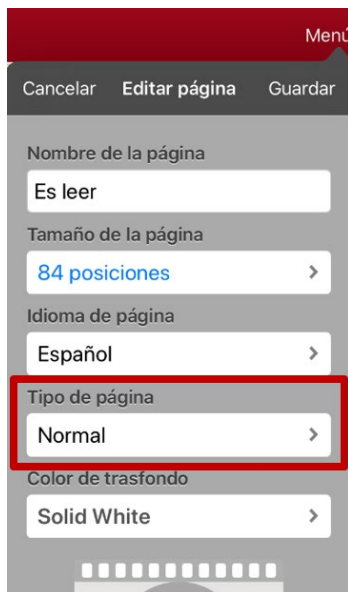 Menú
Cancelar Editar página Guardar
Nombre de la página
Es leer
Tamaño de la página
84 posiciones
Idioma de página
Español
Tipo de página
Normal
Color de trasfondo
Solid White